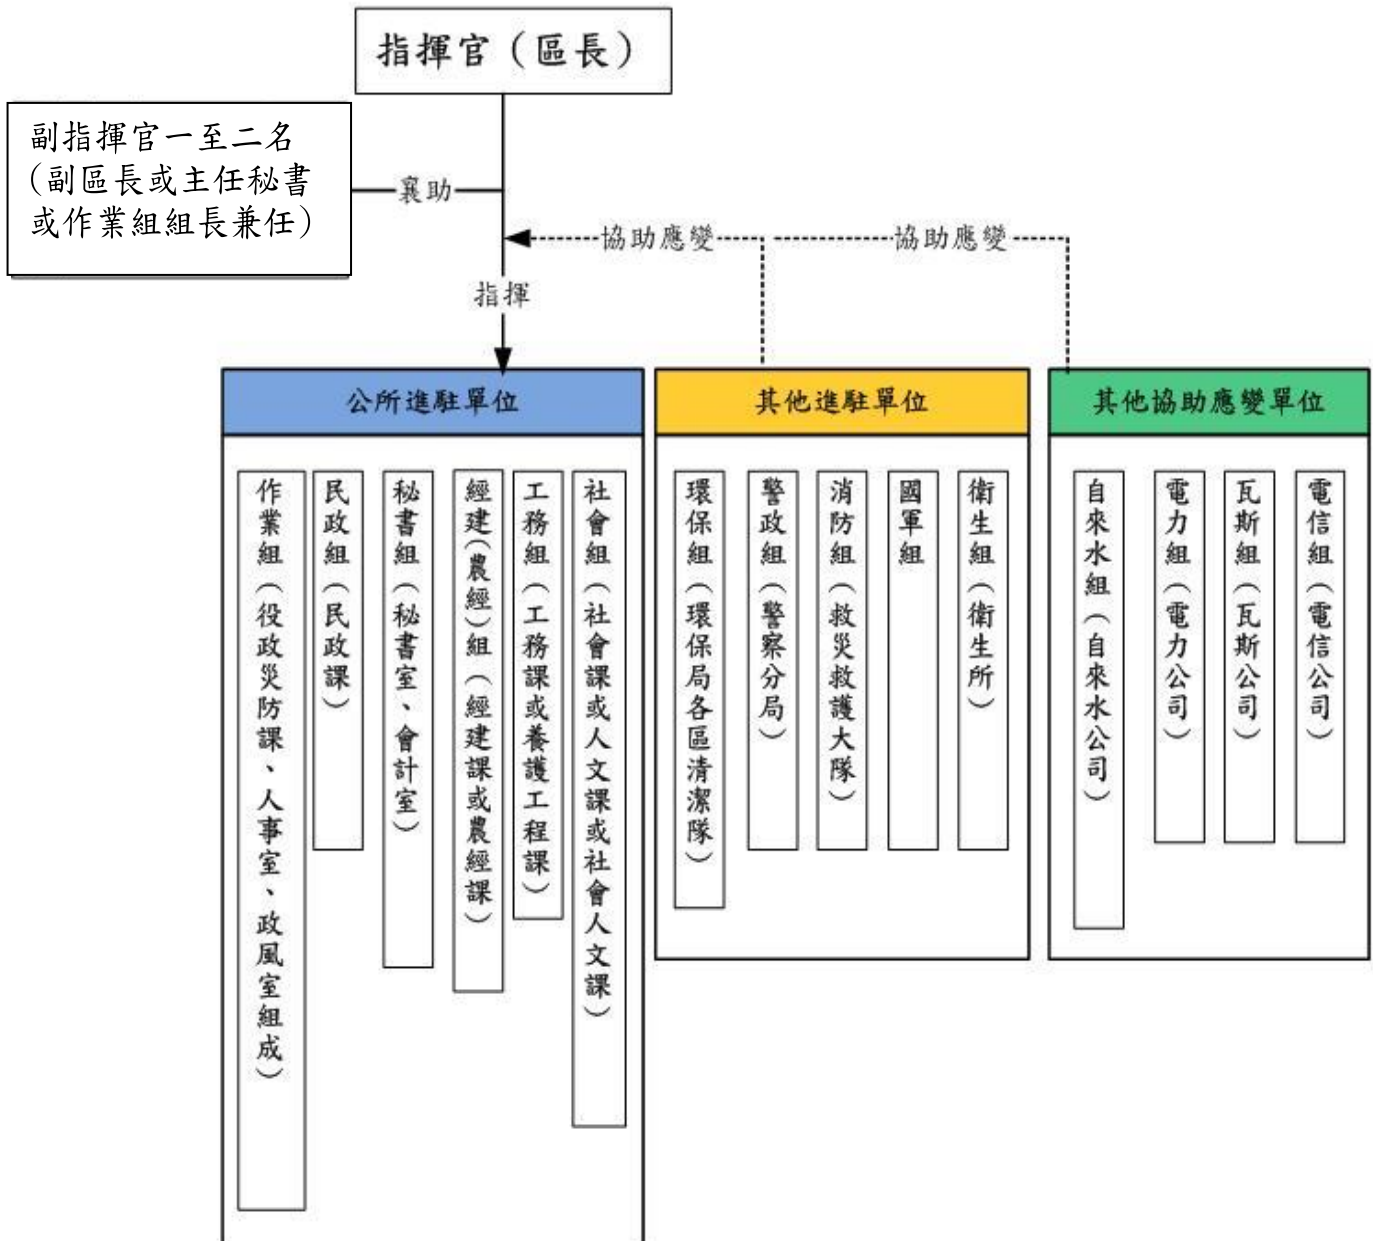 指揮官（區長）
副指揮官一至二名
（副區長或主任秘書
或作業組組長兼任）
襄助
協助應變
協助應變
指揮
公所進駐單位
作業組（役政災防課、人事室、政風室組成）
民政組（民政課）
秘書組（秘書室、會計室）
經建（農經）組（經建課或農經課）
工務組（工務課或養護工程課）
社會組（社會課或人文課或社會人文課）
其他進駐單位
環保組（環保局各區清潔隊）
警政組（警察分局）
消防組（救災救護大隊）
國軍組
衛生組（衛生所）
其他協助應變單位
自來水組（自來水公司）
電力組（電力公司）
瓦斯組（瓦斯公司）
電信組（電信公司）